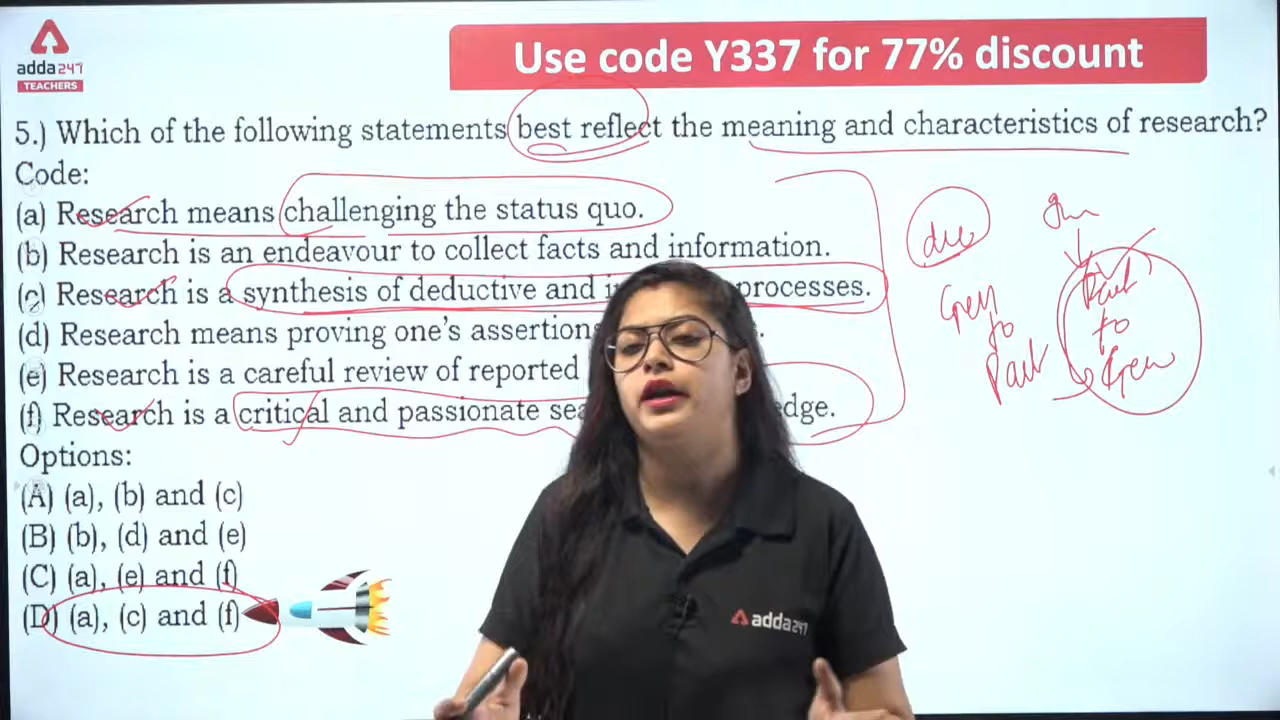 adda247
TEACHERS
Use code Y337 for 77% discount
5.) Which of the following statements best reflect the meaning and characteristics of research?
Code:
(a) Research means challenging the status quo.
(b) Research is an endeavour to collect facts and information.
(c) Research is a synthesis of deductive and processes.
(d) Research means proving one's
(e) Research is a careful review of reported
(f) Research is a critical and passionate
Options:
(A) (a), (b) and (c)
(B) (b), (d) and (e)
(C) (a), (e) and (f)
(D) (a), (c) and (f)
to
Part
to
adda247